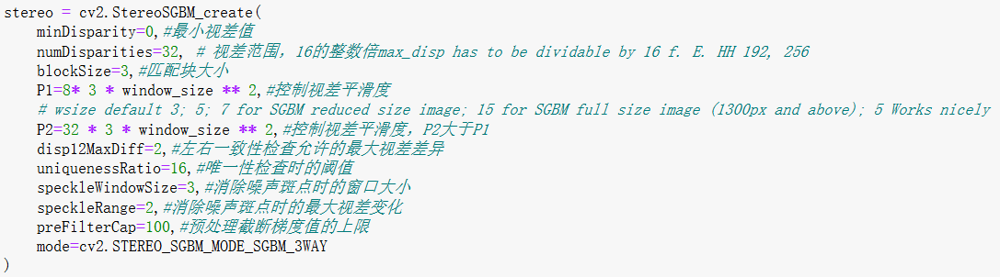 stereo = cv2.StereoSGBM_create(
    minDisparity=0,#最小视差值
    numDisparities=32, # 视差范围，16的整数倍max_disp has to be dividable by 16 f. E. HH 192, 256
    blockSize=3,#匹配块大小
    P1=8* 3 * window_size ** 2,#控制视差平滑度
    # wsize default 3; 5; 7 for SGBM reduced size image; 15 for SGBM full size image (1300px and above); 5 Works nicely
    P2=32 * 3 * window_size ** 2,#控制视差平滑度，P2大于P1
    disp12MaxDiff=2,#左右一致性检查允许的最大视差差异
    uniquenessRatio=16,#唯一性检查时的阈值
    speckleWindowSize=3,#消除噪声斑点时的窗口大小
    speckleRange=2,#消除噪声斑点时的最大视差变化
    preFilterCap=100,#预处理截断梯度值的上限
    mode=cv2.STEREO_SGBM_MODE_SGBM_3WAY
)